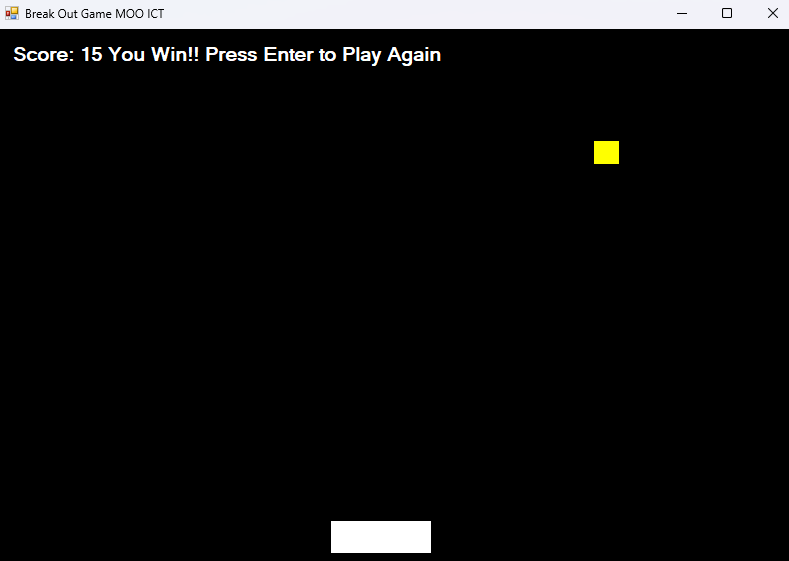 Break Out Game MOO ICT
Score: 15 You Win!! Press Enter to Play Again